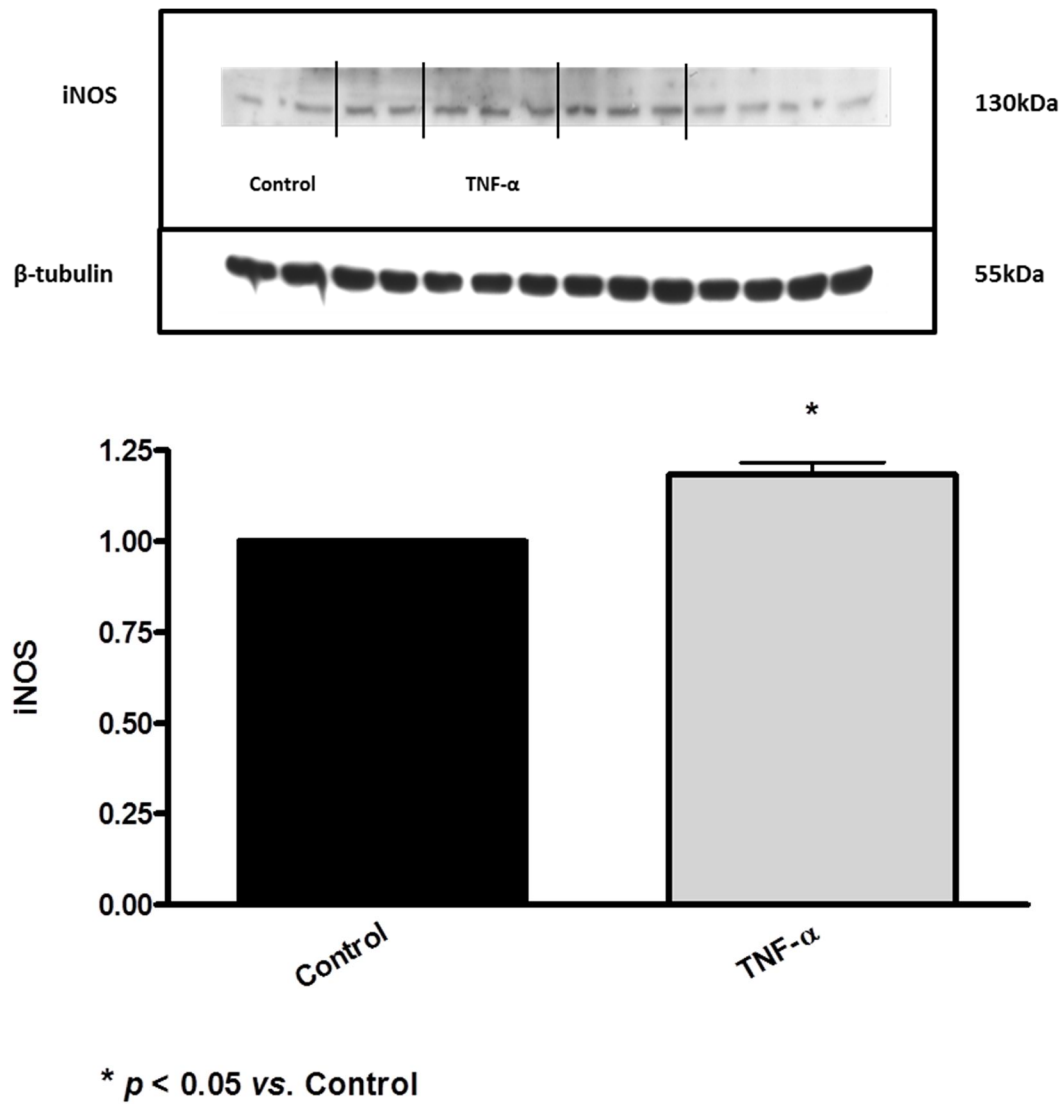 iNOS
130kDa
Control
TNF-α
β-tubulin
55kDa
*
1.25
1.00
0.75
0.50
0.25
0.00
iNOS
Control
TNF-α
* p < 0.05 vs. Control